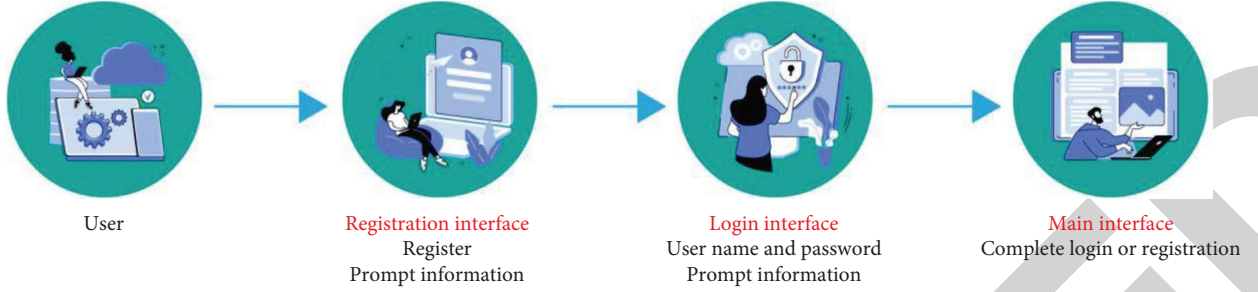 User
Registration interface
Register
Prompt information
Login interface
User name and password
Prompt information
Main interface
Complete login or registration